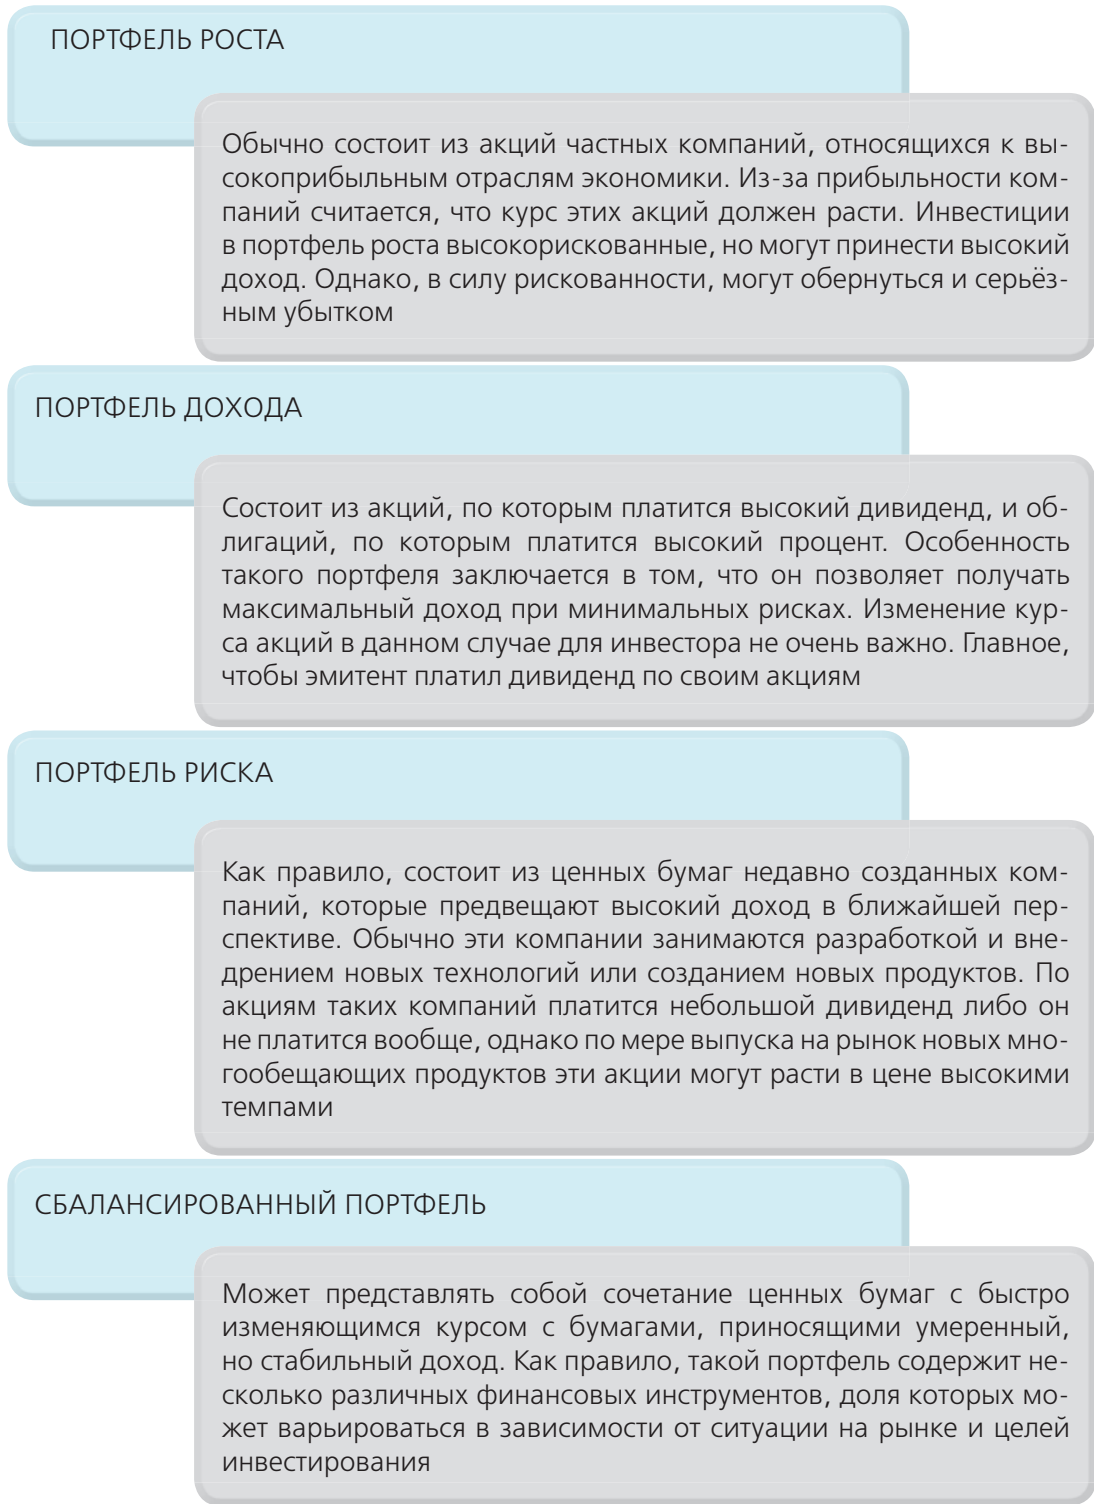 ПОРТФЕЛЬ РОСТА
Обычно состоит из акций частных компаний, относящихся к вы-
сокоприбыльным отраслям экономики. Из-за прибыльности ком-
паний считается, что курс этих акций должен расти. Инвестиции
в портфель роста высокорискованные, но могут принести высокий
доход. Однако, в силу рискованности, могут обернуться и серьёз-
ным убытком
ПОРТФЕЛЬ ДОХОДА
Состоит из акций, по которым платится высокий дивиденд, и об-
лигаций, по которым платится высокий процент. Особенность
такого портфеля заключается в том, что он позволяет получать
максимальный доход при минимальных рисках. Изменение кур-
са акций в данном случае для инвестора не очень важно. Главное,
чтобы эмитент платил дивиденд по своим акциям
ПОРТФЕЛЬ РИСКА
Как правило, состоит из ценных бумаг недавно созданных ком-
паний, которые предвещают высокий доход в ближайшей пер-
спективе. Обычно эти компании занимаются разработкой и вне-
дрением новых технологий или созданием новых продуктов. По
акциям таких компаний платится небольшой дивиденд либо он
не платится вообще, однако по мере выпуска на рынок новых мно-
гообещающих продуктов эти акции могут расти в цене высокими
темпами
СБАЛАНСИРОВАННЫЙ ПОРТФЕЛЬ
Может представлять собой сочетание ценных бумаг с быстро
изменяющимся курсом с бумагами, приносящими умеренный,
но стабильный доход. Как правило, такой портфель содержит не-
сколько различных финансовых инструментов, доля которых мо-
жет варьироваться в зависимости от ситуации на рынке и целей
инвестирования